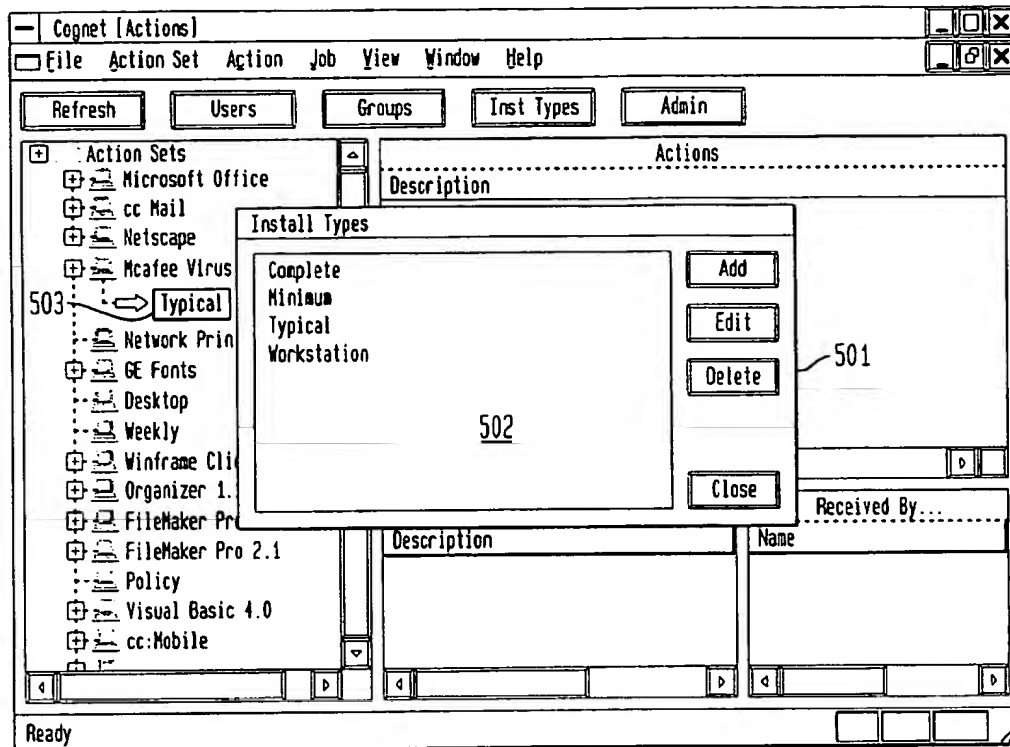 Cognet [Actions]
File Action Set Action Job View Window Help
Refresh Users Groups Inst Types Admin
Action Sets
Microsoft Office
cc Mail
Netscape
Mcafee Virus
Typical
503
Network Prin
GE Fonts
Desktop
Weekly
Winframe Cli
Organizer 1.
FileMaker Pr
FileMaker Pro 2.1
Policy
Visual Basic 4.0
cc:Mobile
Actions
Description
Install Types
Complete
Minimum
Typical
Workstation
502
Add
Edit
Delete
Close
501
Description
Received By...
Name
Ready